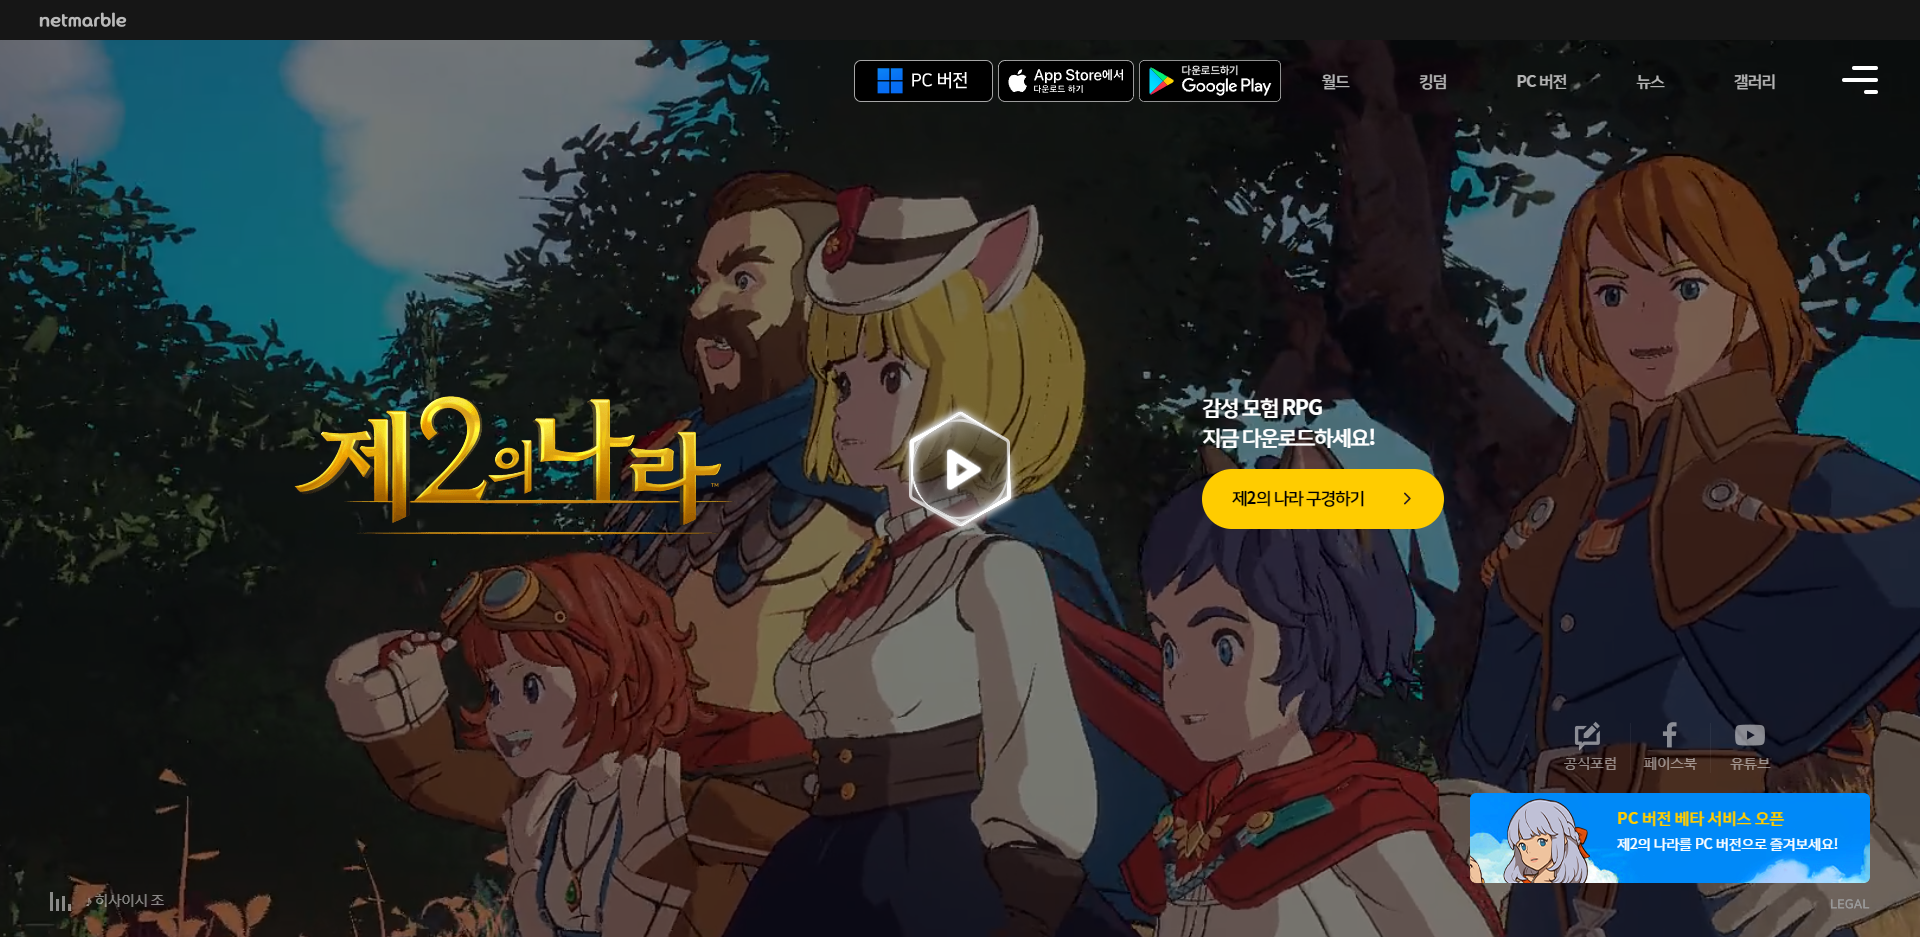 netmarble
PC 버전
App Store에서
다운로드 하기
다운로드하기
Google Play
월드
킹덤
PC 버전
뉴스
갤러리
제2의나라
TM
감성 모험 RPG
지금 다운로드하세요!
제2의 나라 구경하기
공식포럼
페이스북
유튜브
PC 버전 베타 서비스 오픈
제2의 나라를 PC 버전으로 즐겨보세요!
♪ 히사이시 조
LEGAL